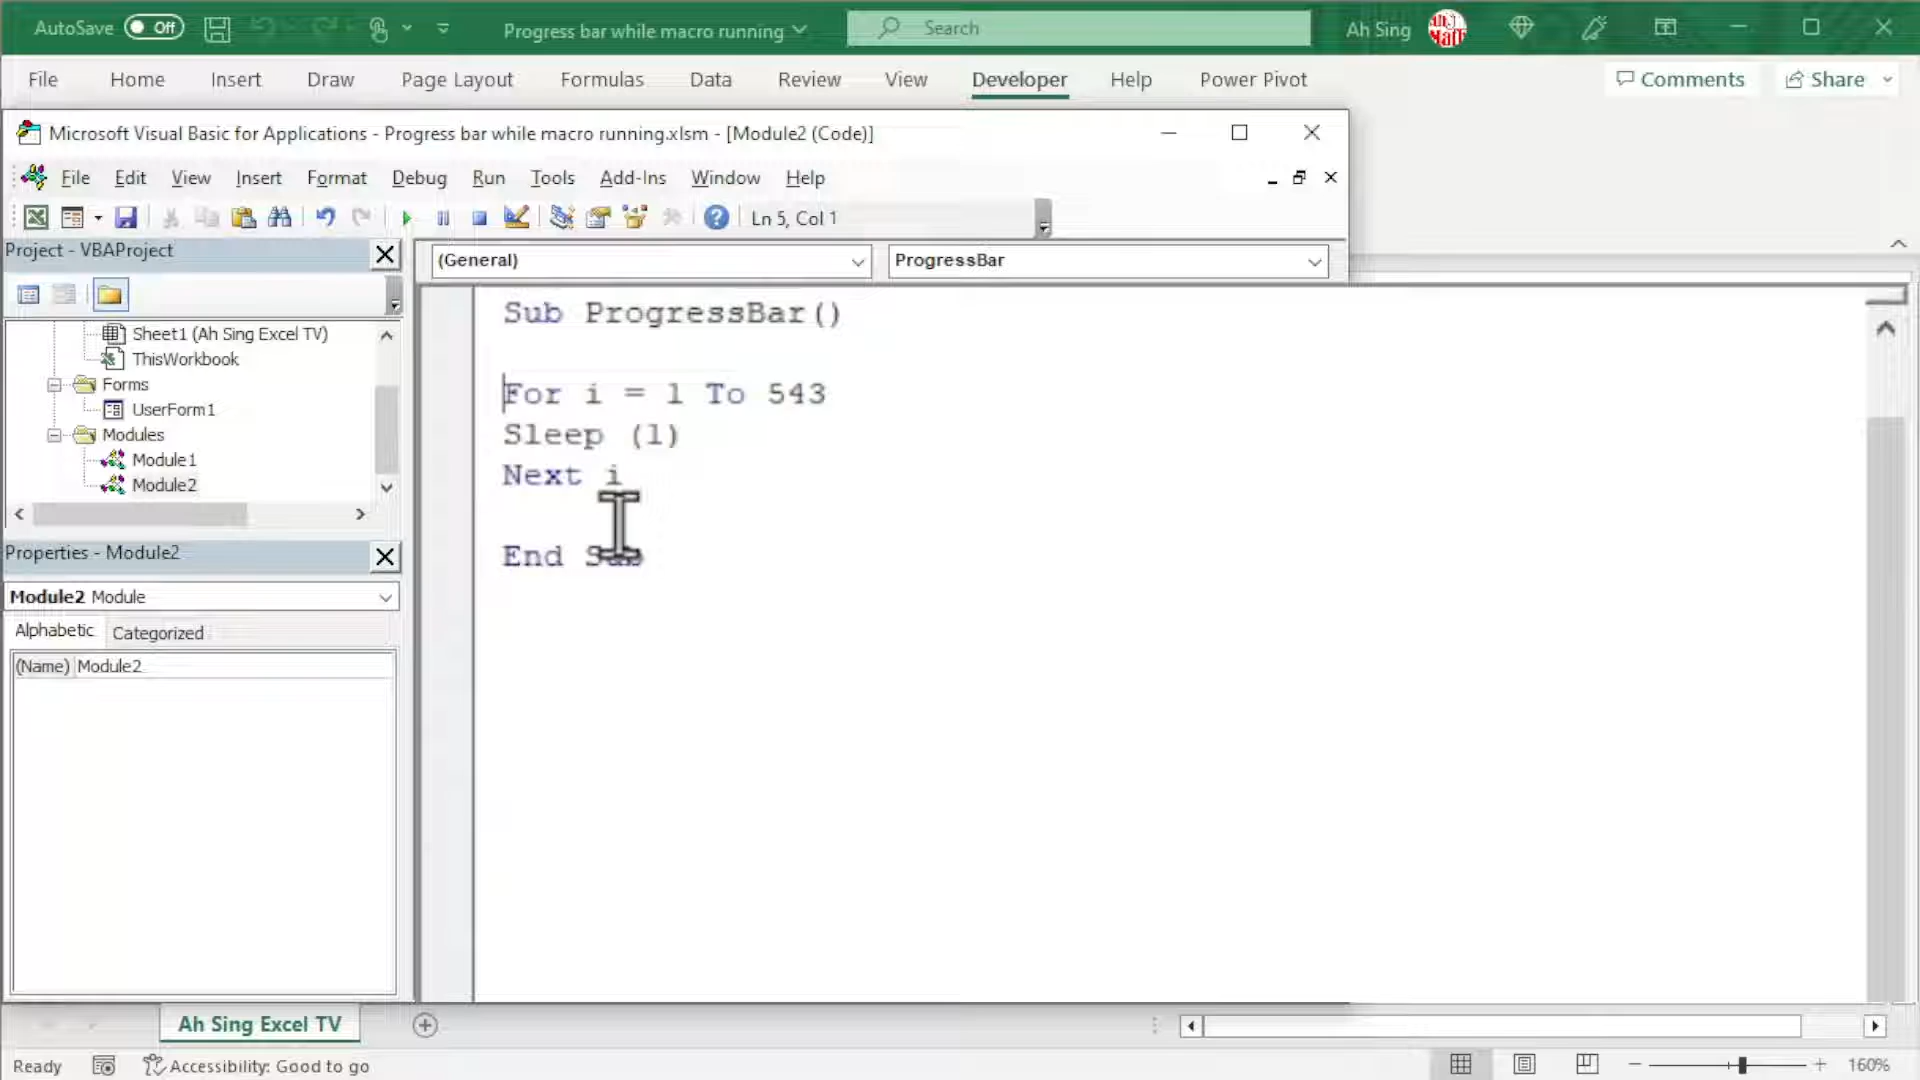 AutoSave Off Progress bar while macro running Search Ah Sing
File Home Insert Draw Page Layout Formulas Data Review View Developer Help Power Pivot Comments Share
Microsoft Visual Basic for Applications - Progress bar while macro running.xlsm - [Module2 (Code)]
File Edit View Insert Format Debug Run Tools Add-Ins Window Help
Ln 5, Col 1
Project - VBAProject
(General) ProgressBar
Sheet1 (Ah Sing Excel TV)
ThisWorkbook
Forms
UserForm1
Modules
Module1
Module2
Properties - Module2
Module2 Module
Alphabetic Categorized
(Name) Module2
Sub ProgressBar()
For i = 1 To 543
Sleep (1)
Next i
End Sub
Ah Sing Excel TV
Ready Accessibility: Good to go 160%